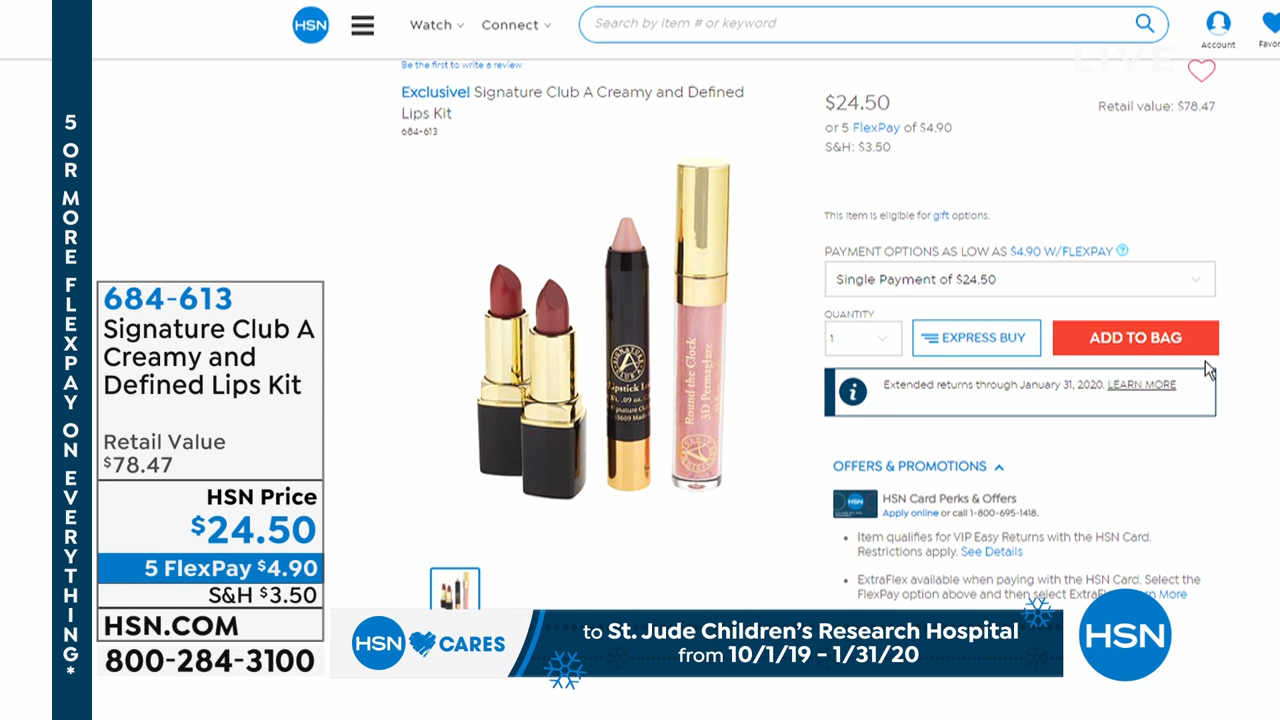 5 OR MORE FLEXPAY ON EVERYTHING*
HSN
Watch
Connect
Search by item # or keyword
Account
LIVE
Be the first to write a review
Exclusive! Signature Club A Creamy and Defined
Lips Kit
684-613
$24.50
Retail value: $78.47
or 5 FlexPay of $4.90
S&H: $3.50
This item is eligible for gift options.
PAYMENT OPTIONS AS LOW AS $4.90 W/FLEXPAY
Single Payment of $24.50
QUANTITY
1
EXPRESS BUY
ADD TO BAG
Extended returns through January 31, 2020. LEARN MORE
OFFERS & PROMOTIONS
HSN
HSN Card Perks & Offers
Apply online or call 1-800-695-1418.
Item qualifies for VIP Easy Returns with the HSN Card.
Restrictions apply. See Details
ExtraFlex available when paying with the HSN Card. Select the
FlexPay option above and then select More
SIGNATURE
CLUB A
Round the Clock
3D Permaglaze
684-613
Signature Club A
Creamy and
Defined Lips Kit
Retail Value
$78.47
HSN Price
$24.50
5 FlexPay $4.90
S&H $3.50
HSN.COM
800-284-3100
HSN CARES
to St. Jude Children's Research Hospital
from 10/1/19 - 1/31/20
HSN